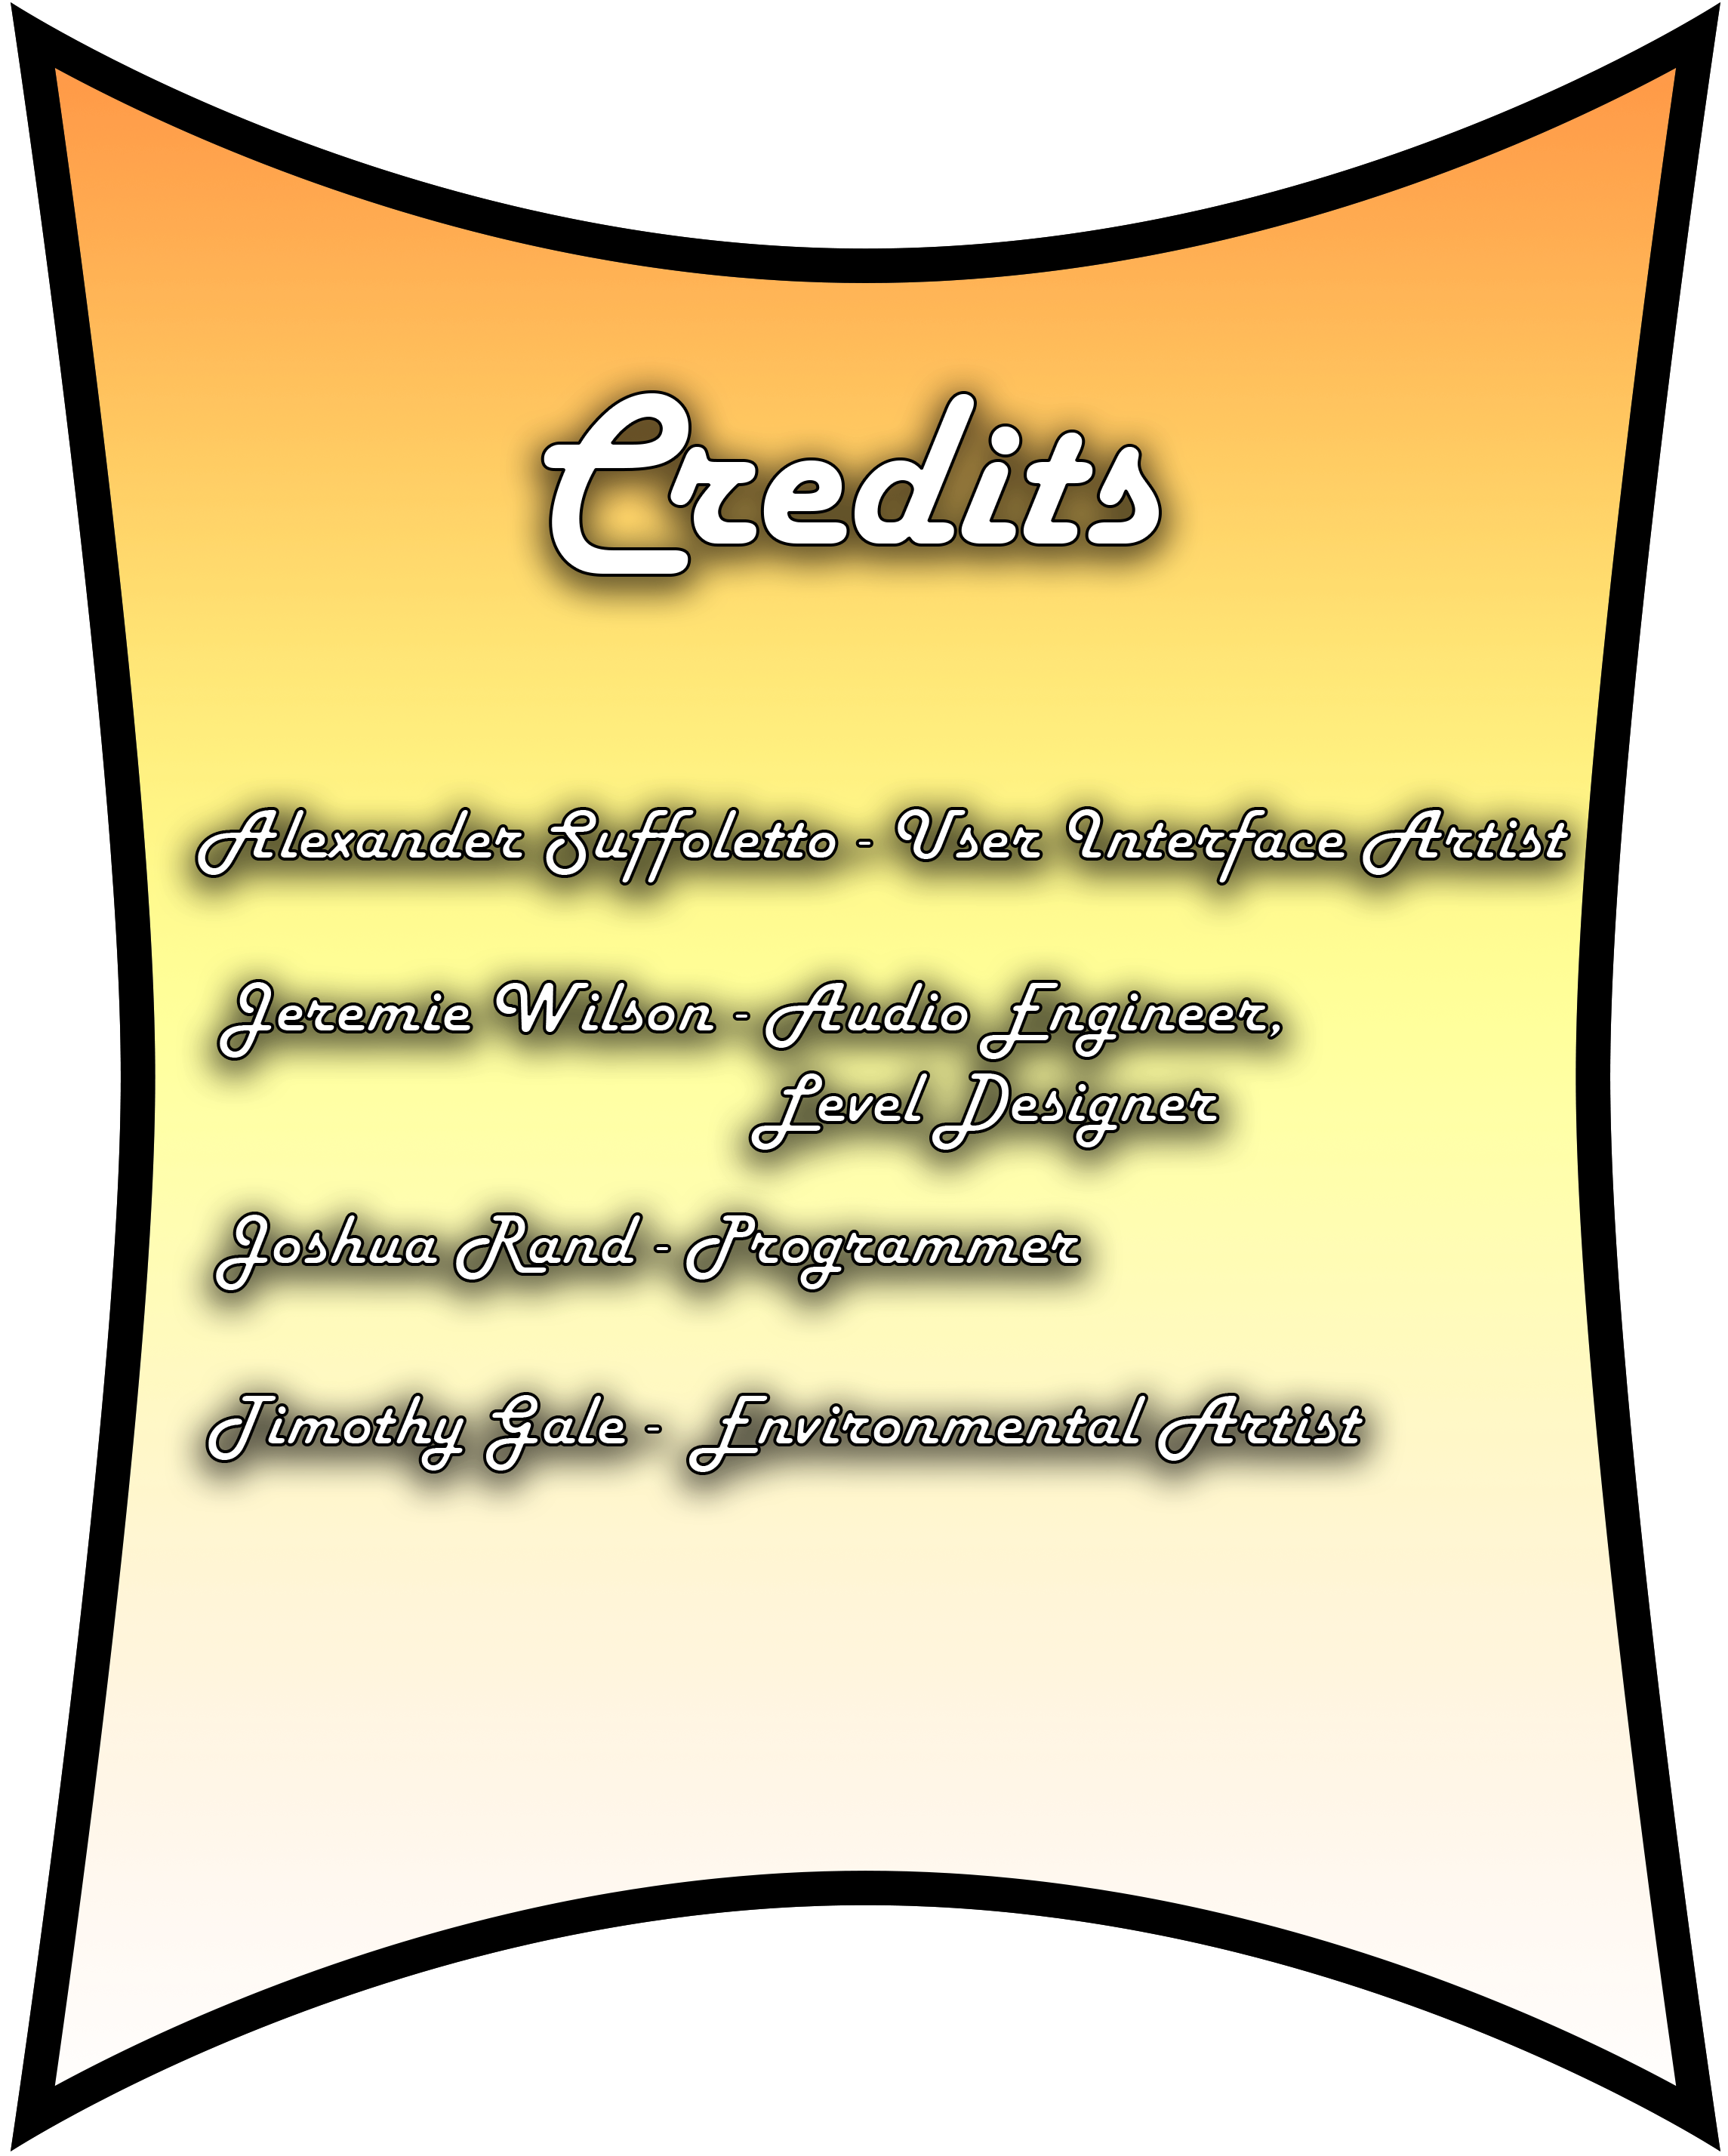 Credits
Alexander Suffoletto - User Interface Artist
Jeremie Wilson - Audio Engineer,
Level Designer
Joshua Rand - Programmer
Timothy Gale - Environmental Artist